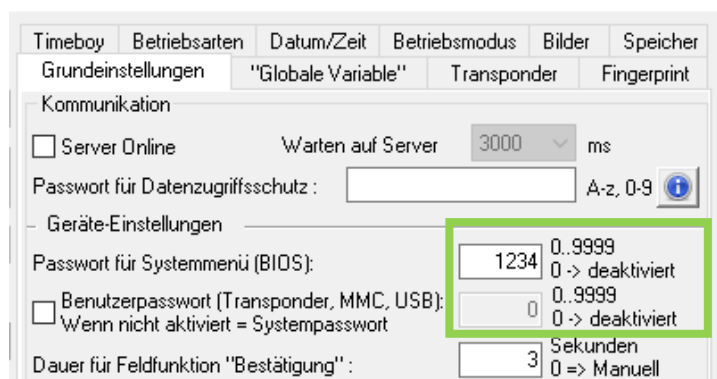 Timeboy Betriebsarten Datum/Zeit Betriebsmodus Bilder Speicher
Grundeinstellungen "Globale Variable" Transponder Fingerprint
Kommunikation
Server Online Warten auf Server 3000 ms
Passwort für Datenzugriffsschutz : A-z, 0-9
Geräte-Einstellungen
Passwort für Systemmenü (BIOS): 1234 0..9999
0 -> deaktiviert
Benutzerpasswort (Transponder, MMC, USB): 0 0..9999
Wenn nicht aktiviert = Systempasswort 0 -> deaktiviert
Dauer für Feldfunktion "Bestätigung" : 3 Sekunden
0 => Manuell